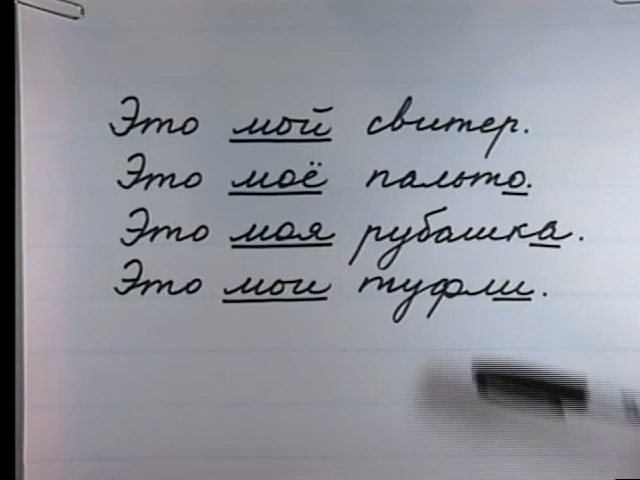 Это мой свитер.
Это моё пальто.
Это моя рубашка.
Это мои туфли.